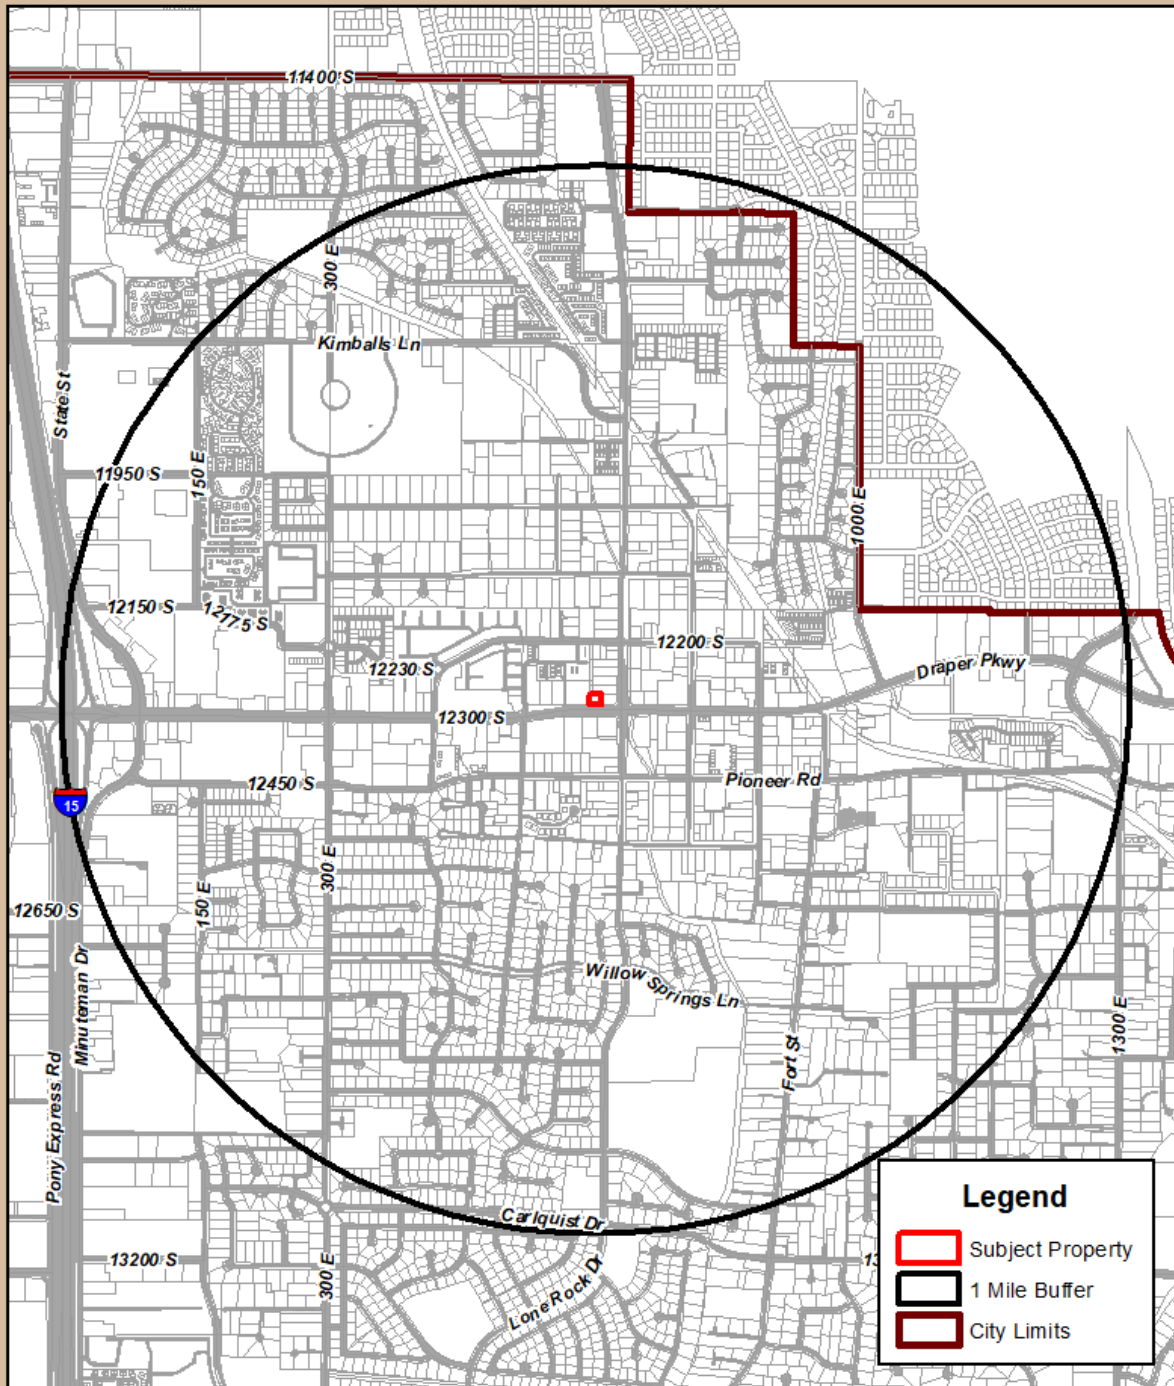 11400 S
300 E
Kimballs Ln
State St
150 E
11950 S
1000 E
12150 S
12175 S
12200 S
12230 S
Draper Pkwy
12300 S
12450 S
Pioneer Rd
15
300 E
150 E
12650 S
Willow Springs Ln
Minuteman Dr
1300 E
Fort St
Pony Express Rd
Carlquist Dr
13200 S
300 E
Lone Rock Dr
13
Legend
Subject Property
1 Mile Buffer
City Limits